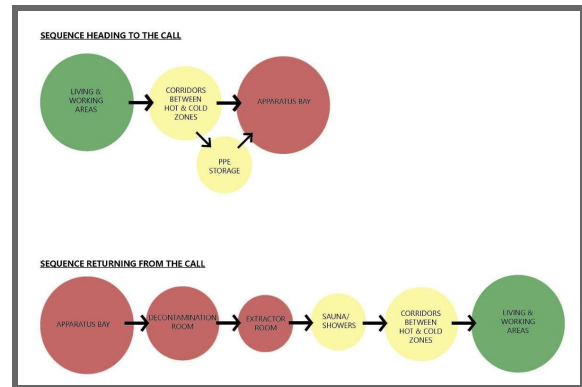 SEQUENCE HEADING TO THE CALL
LIVING &
WORKING
AREAS
CORRIDORS
BETWEEN
HOT & COLD
ZONES
APPARATUS BAY
PPE
STORAGE
SEQUENCE RETURNING FROM THE CALL
APPARATUS BAY
DECONTAMINATION
ROOM
EXTRACTOR
ROOM
SAUNA/
SHOWERS
CORRIDORS
BETWEEN
HOT & COLD
ZONES
LIVING &
WORKING
AREAS